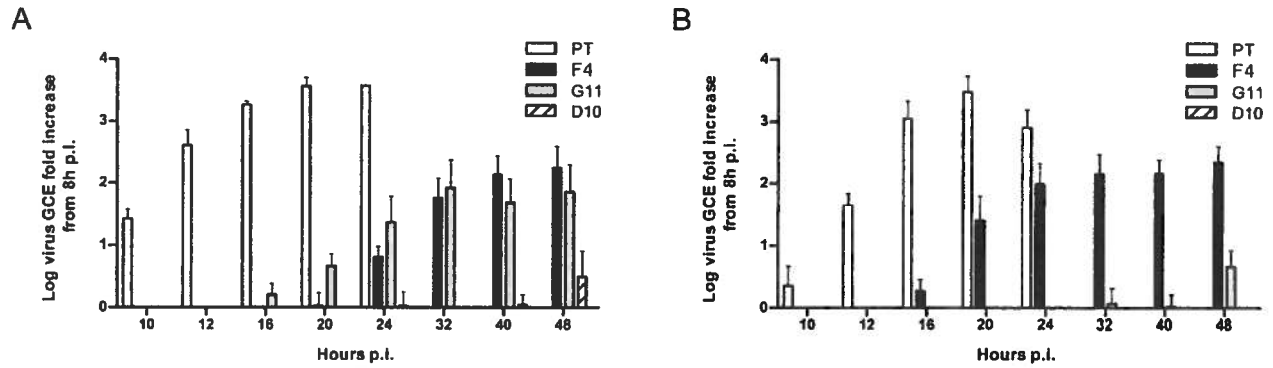 A
PT
F4
G11
D10
Log virus GCE fold increase
from 8h p.i.
4
3
2
1
0
10 12 16 20 24 32 40 48
Hours p.i.
B
PT
F4
G11
D10
Log virus GCE fold increase
from 8h p.i.
4
3
2
1
0
10 12 16 20 24 32 40 48
Hours p.i.